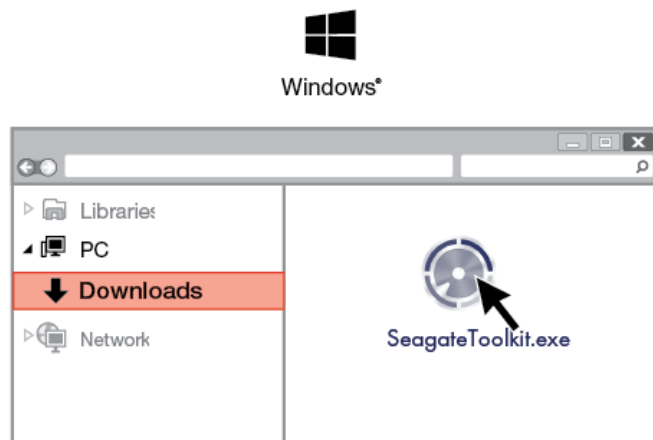 Windows®
Libraries
PC
Downloads
Network
SeagateToolkit.exe